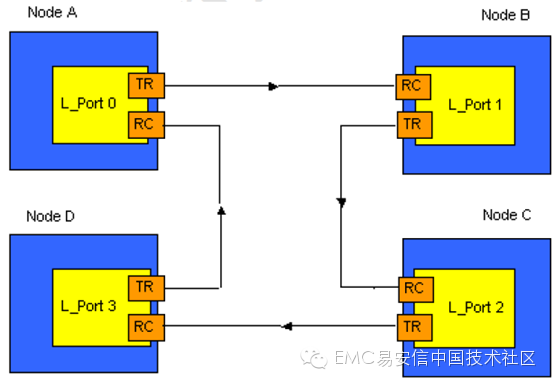 Node A
Node B
TR
RC
L_Port 0
L_Port 1
RC
TR
Node D
Node C
TR
RC
L_Port 3
L_Port 2
RC
TR
EMC易安信中国技术社区